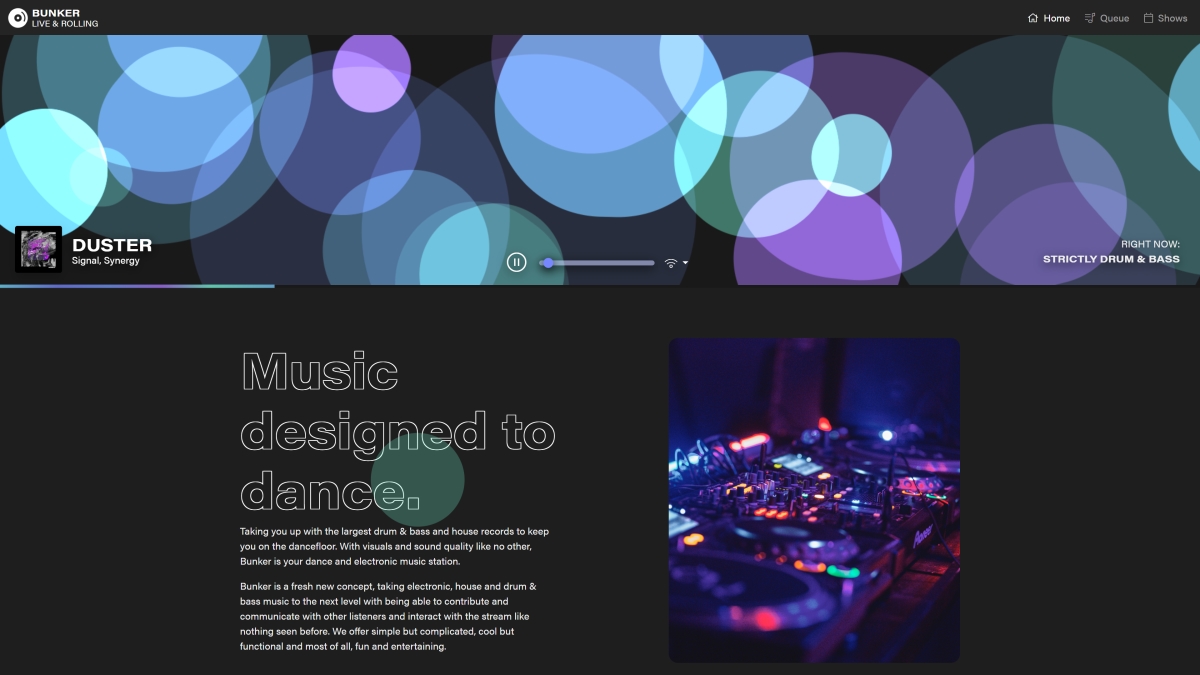 BUNKER
LIVE & ROLLING
Home
Queue
Shows
DUSTER
Signal, Synergy
RIGHT NOW:
STRICTLY DRUM & BASS
Music
designed to
dance.
Taking you up with the largest drum & bass and house records to keep
you on the dancefloor. With visuals and sound quality like no other,
Bunker is your dance and electronic music station.
Bunker is a fresh new concept, taking electronic, house and drum &
bass music to the next level with being able to contribute and
communicate with other listeners and interact with the stream like
nothing seen before. We offer simple but complicated, cool but
functional and most of all, fun and entertaining.
Pioneer